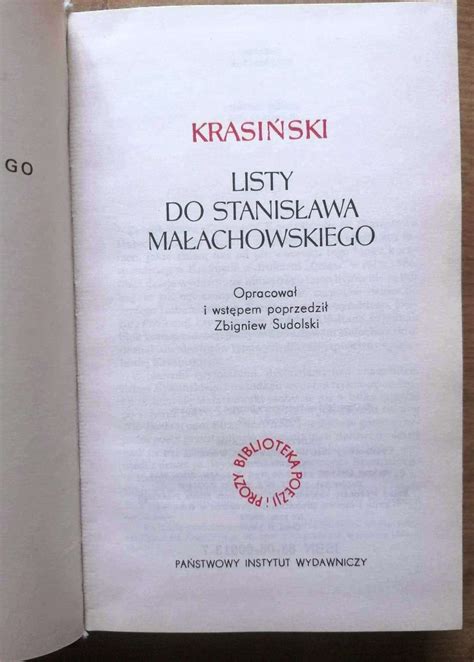 GO
KRASIŃSKI
LISTY
DO STANISŁAWA
MAŁACHOWSKIEGO
Opracował
i wstępem poprzedził
Zbigniew Sudolski
BIBLIOTEKA POEZJI i PROZY
PAŃSTWOWY INSTYTUT WYDAWNICZY